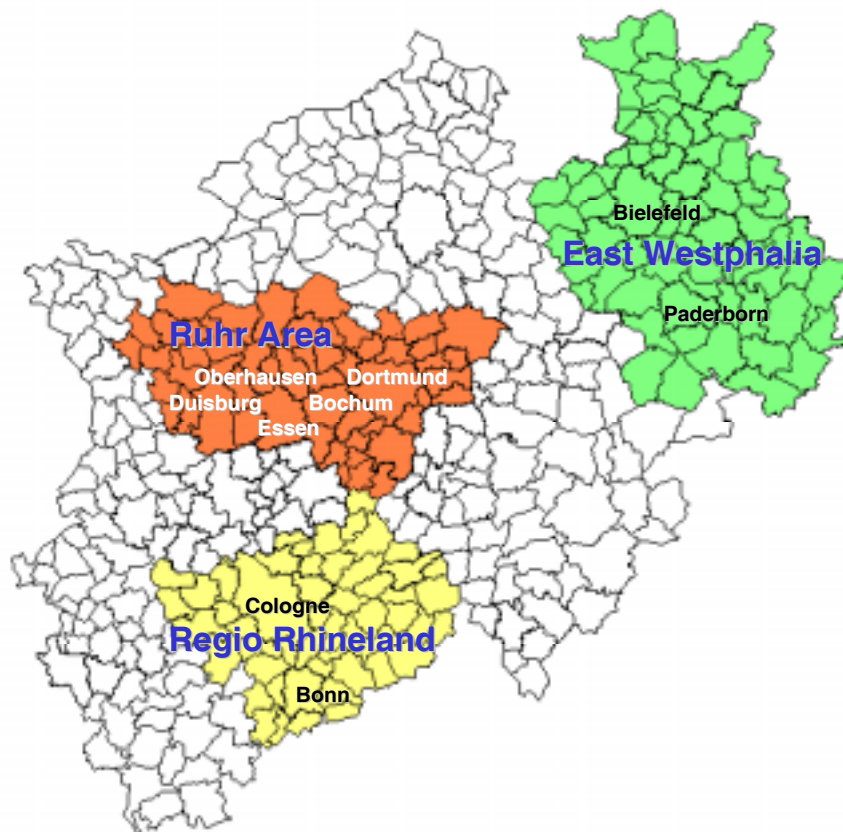 Bielefeld
East Westphalia
Paderborn
Ruhr Area
Oberhausen Dortmund
Duisburg Bochum
Essen
Cologne
Regio Rhineland
Bonn